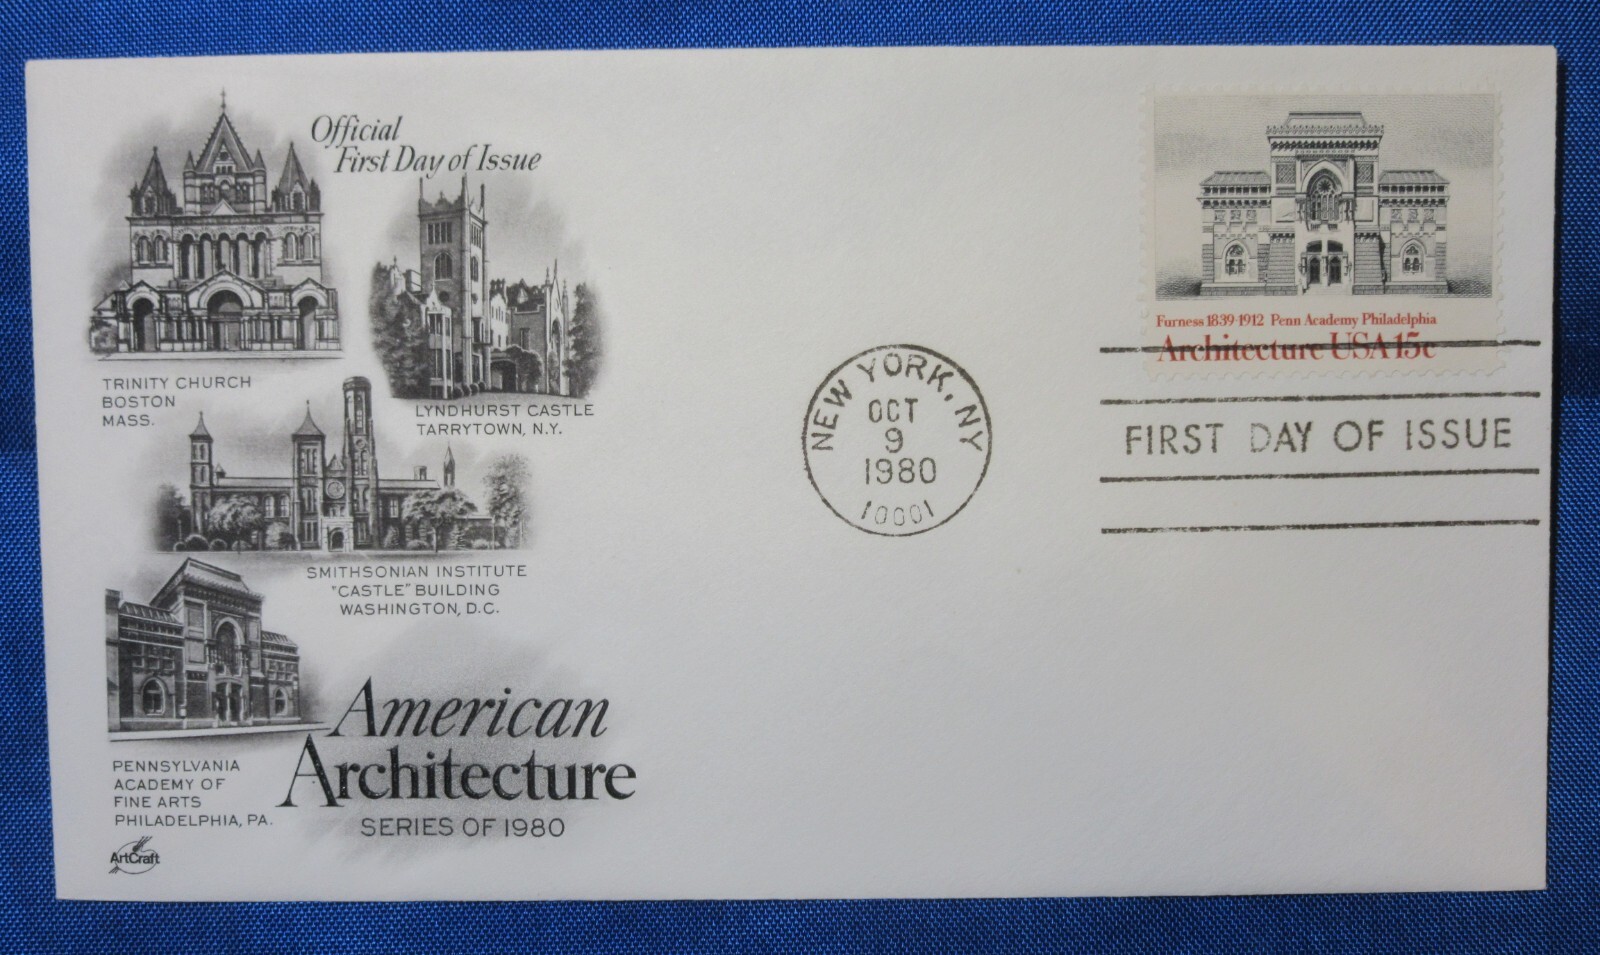 Official
First Day of Issue
TRINITY CHURCH
BOSTON
MASS.
LYNDHURST CASTLE
TARRYTOWN, N.Y.
SMITHSONIAN INSTITUTE
"CASTLE" BUILDING
WASHINGTON, D.C.
PENNSYLVANIA
ACADEMY OF
FINE ARTS
PHILADELPHIA, PA.
American
Architecture
SERIES OF 1980
ArtCraft
NEW YORK, NY
OCT
9
1980
10001
Furness 1839-1912 Penn Academy Philadelphia
Architecture USA 15c
FIRST DAY OF ISSUE